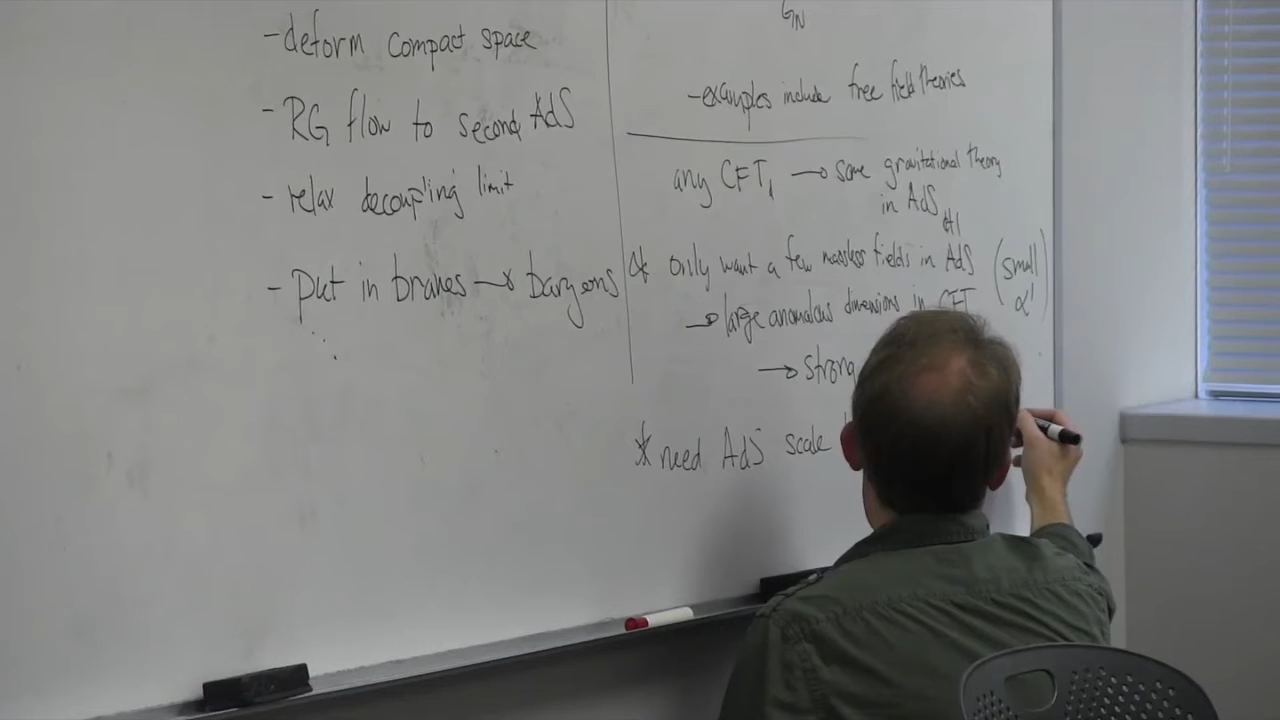 -deform compact space
- RG flow to second AdS
- relax decoupling limit
- put in branes → baryons
G_N
-examples include free field theories
any CFT_d → some gravitational theory
in AdS_d+1
* only want a few massless fields in AdS (small α')
→ large anomalous dimensions in CFT
→ strong
* need AdS scale